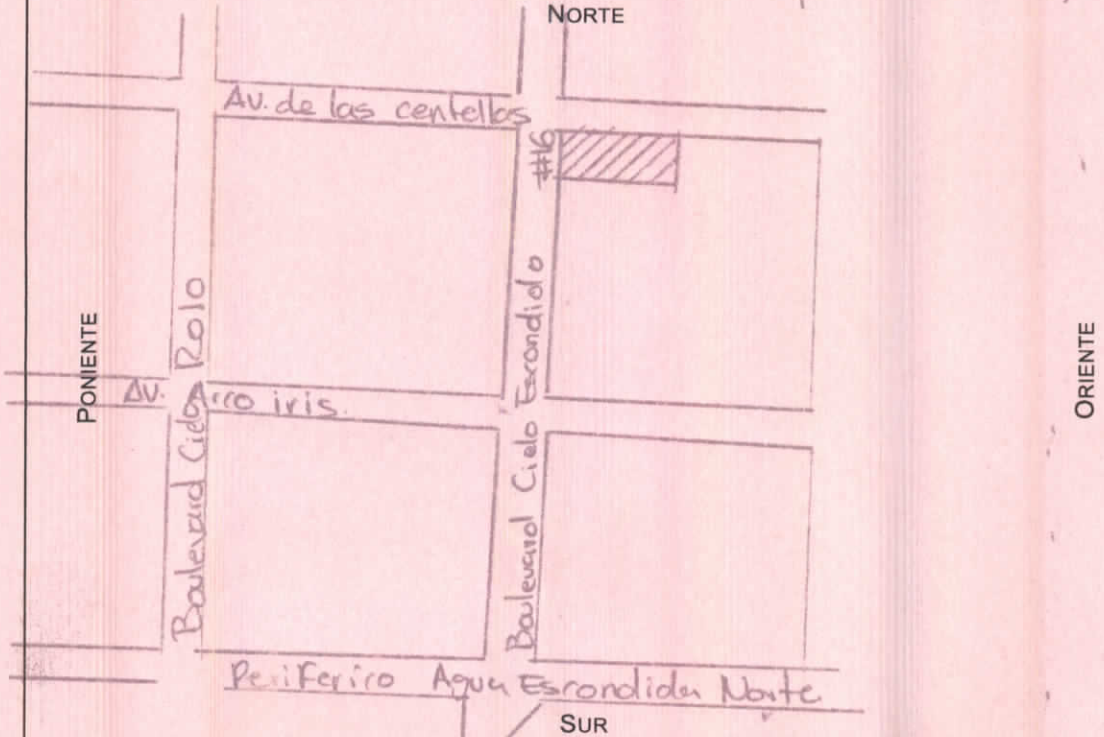 NORTE
Av. de las centellas
#16
PONIENTE
Boulevard Cielo Rolo
Av. Arco iris.
Boulevard Cielo Escondido
ORIENTE
Periferico Agua Escondida Norte
SUR